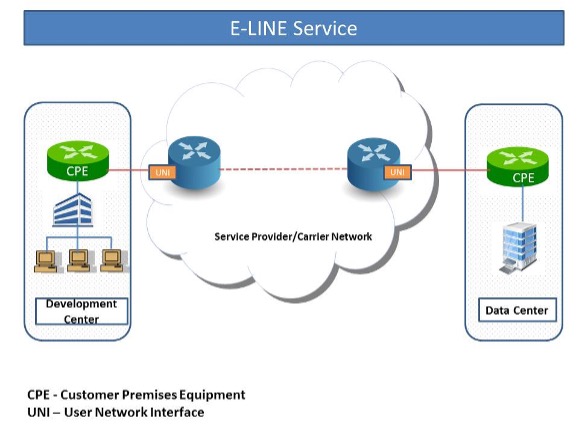 E-LINE Service
CPE
UNI
UNI
CPE
Service Provider/Carrier Network
Development
Center
Data Center
CPE - Customer Premises Equipment
UNI – User Network Interface